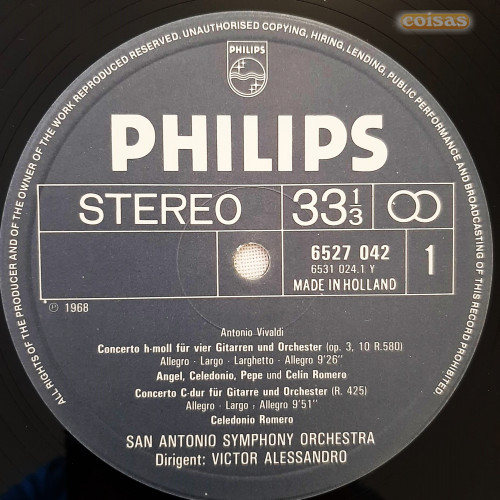 coisas
ALL RIGHTS OF THE PRODUCER AND OF THE OWNER OF THE WORK REPRODUCED RESERVED. UNAUTHORISED COPYING, HIRING, LENDING, PUBLIC PERFORMANCE AND BROADCASTING OF THIS RECORD PROHIBITED.
PHILIPS
PHILIPS
STEREO 33 1/3
6527 042 1
6531 024.1 Y
MADE IN HOLLAND
℗ 1968
Antonio Vivaldi
Concerto h-moll für vier Gitarren und Orchester (op. 3, 10 R.580)
Allegro - Largo - Larghetto - Allegro 9'26"
Angel, Celedonio, Pepe und Celín Romero
Concerto C-dur für Gitarre und Orchester (R. 425)
Allegro - Largo - Allegro 9'51"
Celedonio Romero
SAN ANTONIO SYMPHONY ORCHESTRA
Dirigent: VICTOR ALESSANDRO